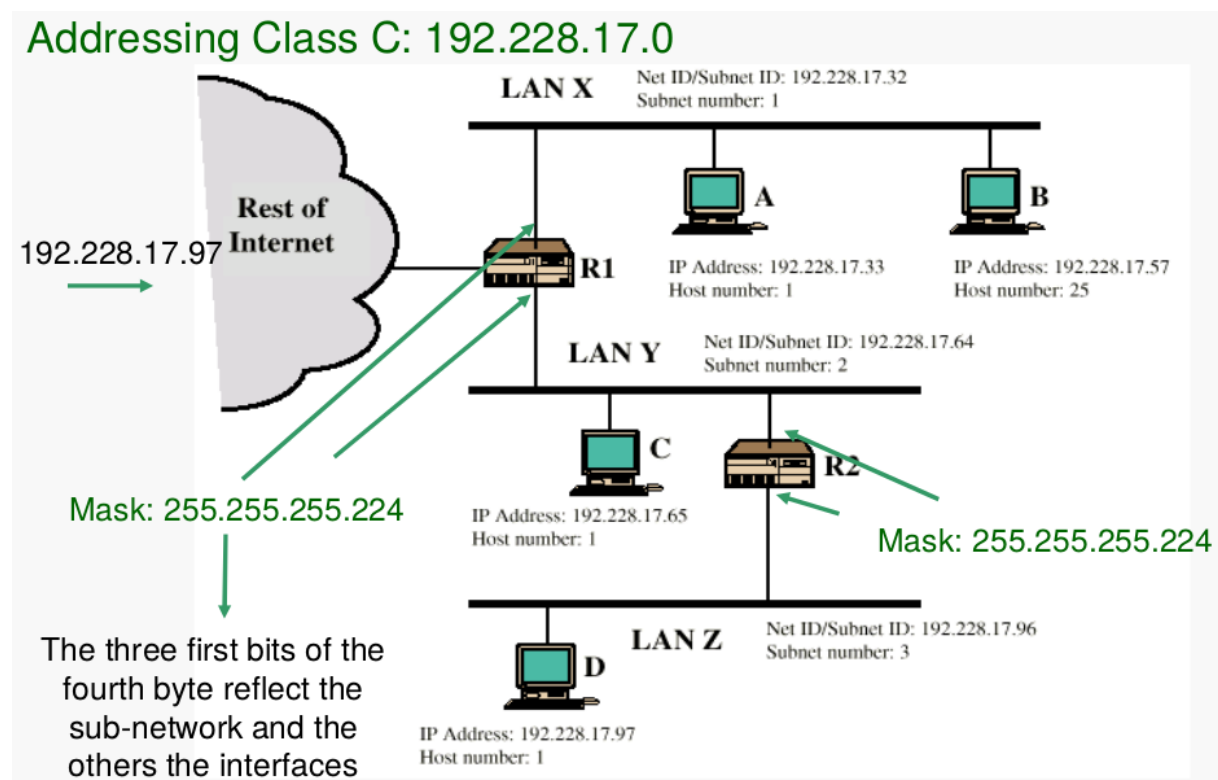 Addressing Class C: 192.228.17.0
LAN X
Net ID/Subnet ID: 192.228.17.32
Subnet number: 1
Rest of
Internet
192.228.17.97
A
B
R1
IP Address: 192.228.17.33
Host number: 1
IP Address: 192.228.17.57
Host number: 25
LAN Y
Net ID/Subnet ID: 192.228.17.64
Subnet number: 2
C
R2
Mask: 255.255.255.224
IP Address: 192.228.17.65
Host number: 1
Mask: 255.255.255.224
The three first bits of the
fourth byte reflect the
sub-network and the
others the interfaces
LAN Z
Net ID/Subnet ID: 192.228.17.96
Subnet number: 3
D
IP Address: 192.228.17.97
Host number: 1